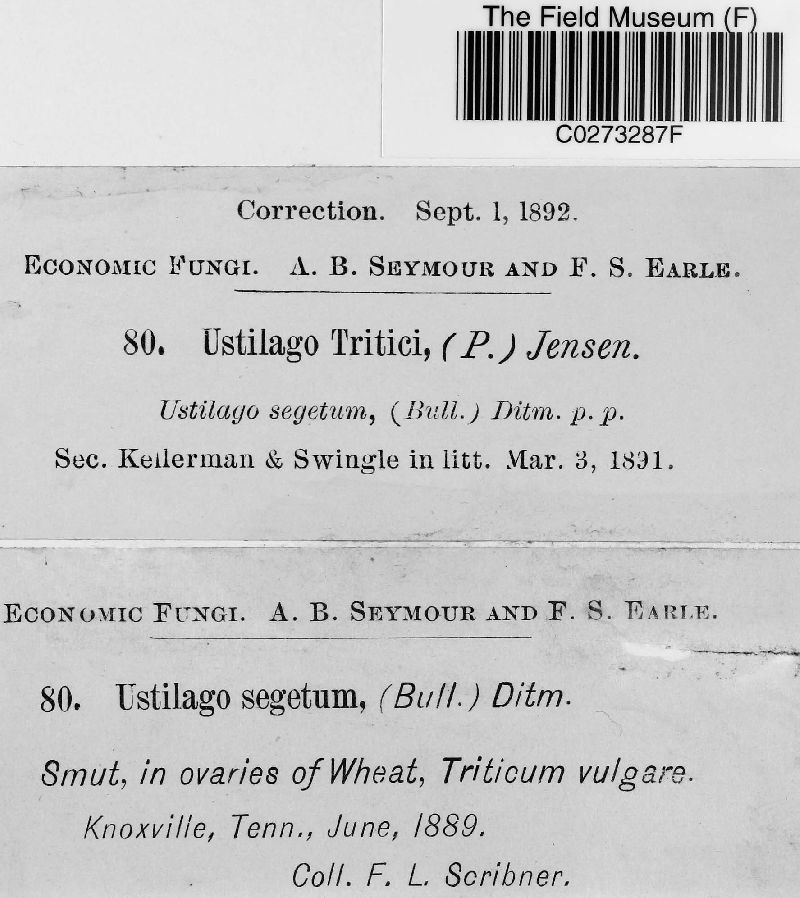 The Field Museum (F)
C0273287F
Correction. Sept. 1, 1892.
ECONOMIC FUNGI. A. B. SEYMOUR AND F. S. EARLE.
80. Ustilago Tritici, (P.) Jensen.
Ustilago segetum, (Bull.) Ditm. p. p.
Sec. Kellerman & Swingle in litt. Mar. 3, 1891.
ECONOMIC FUNGI. A. B. SEYMOUR AND F. S. EARLE.
80. Ustilago segetum, (Bull.) Ditm.
Smut, in ovaries of Wheat, Triticum vulgare.
Knoxville, Tenn., June, 1889.
Coll. F. L. Scribner.